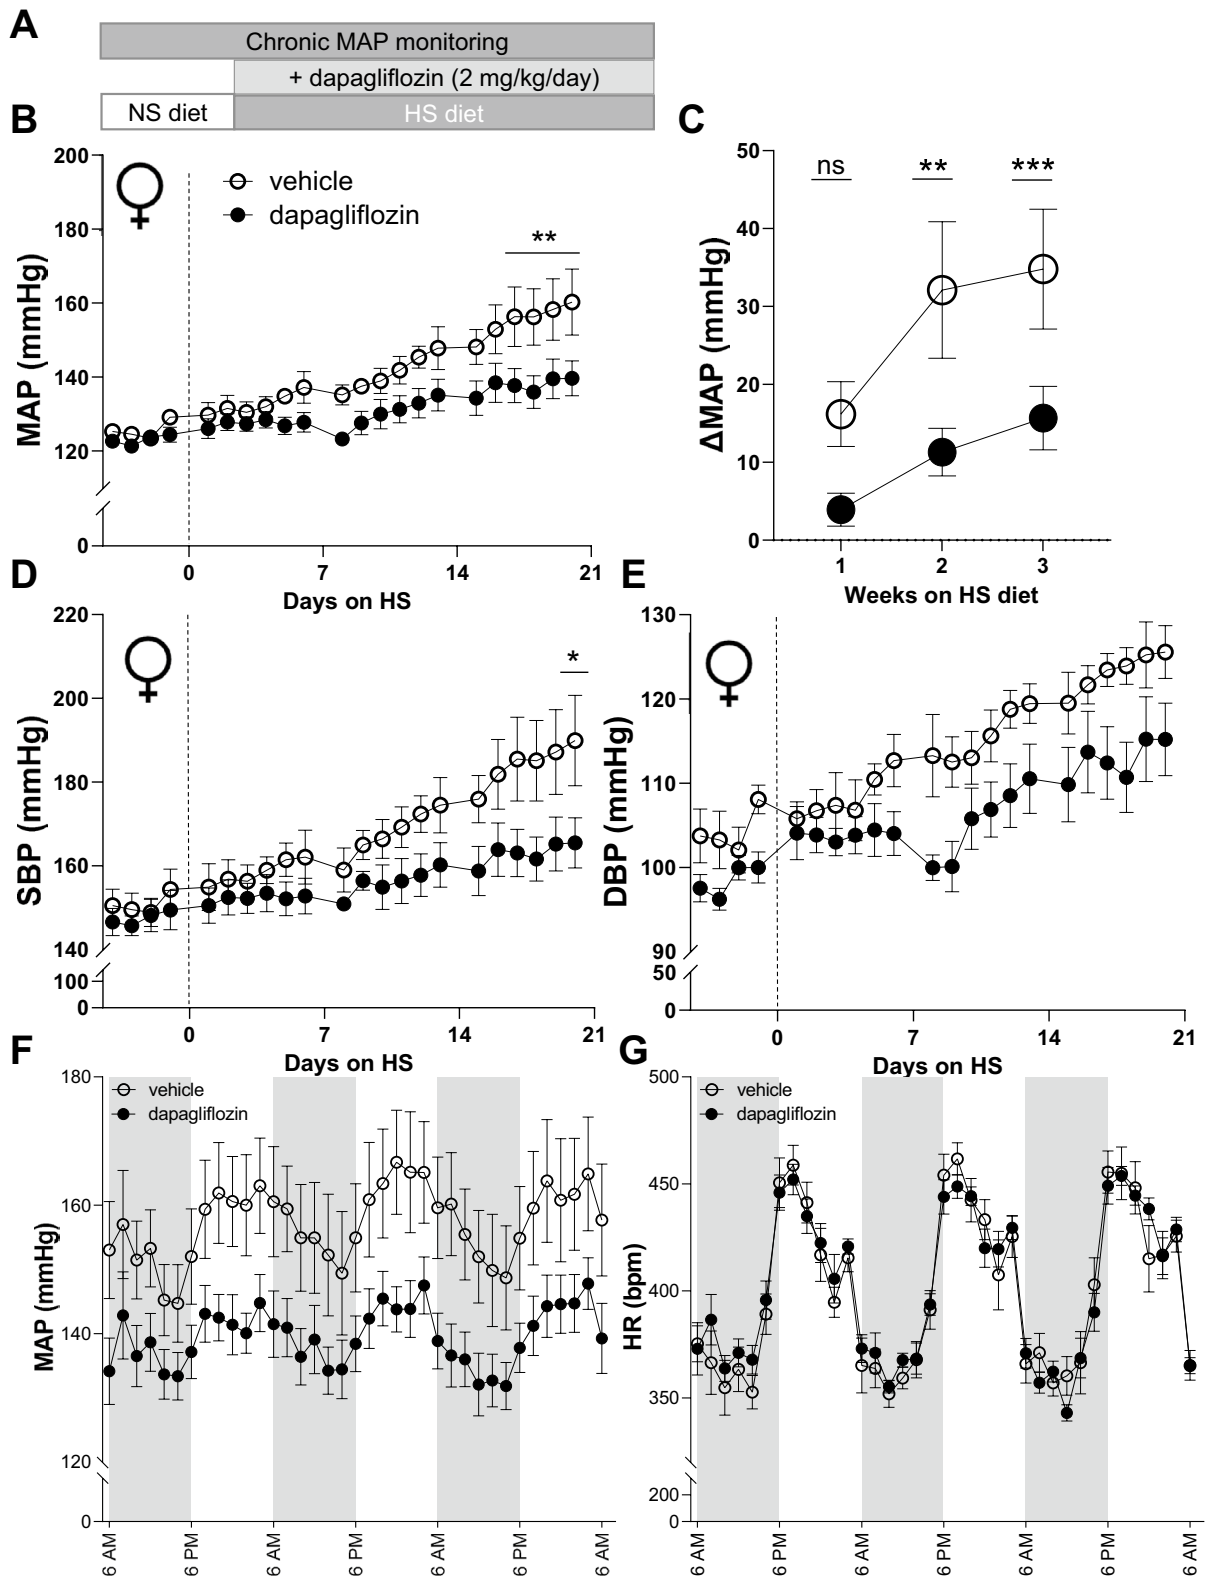 A
Chronic MAP monitoring
+ dapagliflozin (2 mg/kg/day)
NS diet
HS diet
B
200
180
160
140
120
0
MAP (mmHg)
vehicle
dapagliflozin
**
0
7
14
21
Days on HS
C
50
40
30
20
10
0
ΔMAP (mmHg)
ns
**
***
1
2
3
Weeks on HS diet
D
220
200
180
160
140
100
0
SBP (mmHg)
*
0
7
14
21
Days on HS
E
130
120
110
100
90
50
0
DBP (mmHg)
0
7
14
21
Days on HS
F
180
160
140
120
0
MAP (mmHg)
vehicle
dapagliflozin
6 AM
6 PM
6 AM
6 PM
6 AM
6 PM
6 AM
G
500
450
400
350
200
0
HR (bpm)
vehicle
dapagliflozin
6 AM
6 PM
6 AM
6 PM
6 AM
6 PM
6 AM